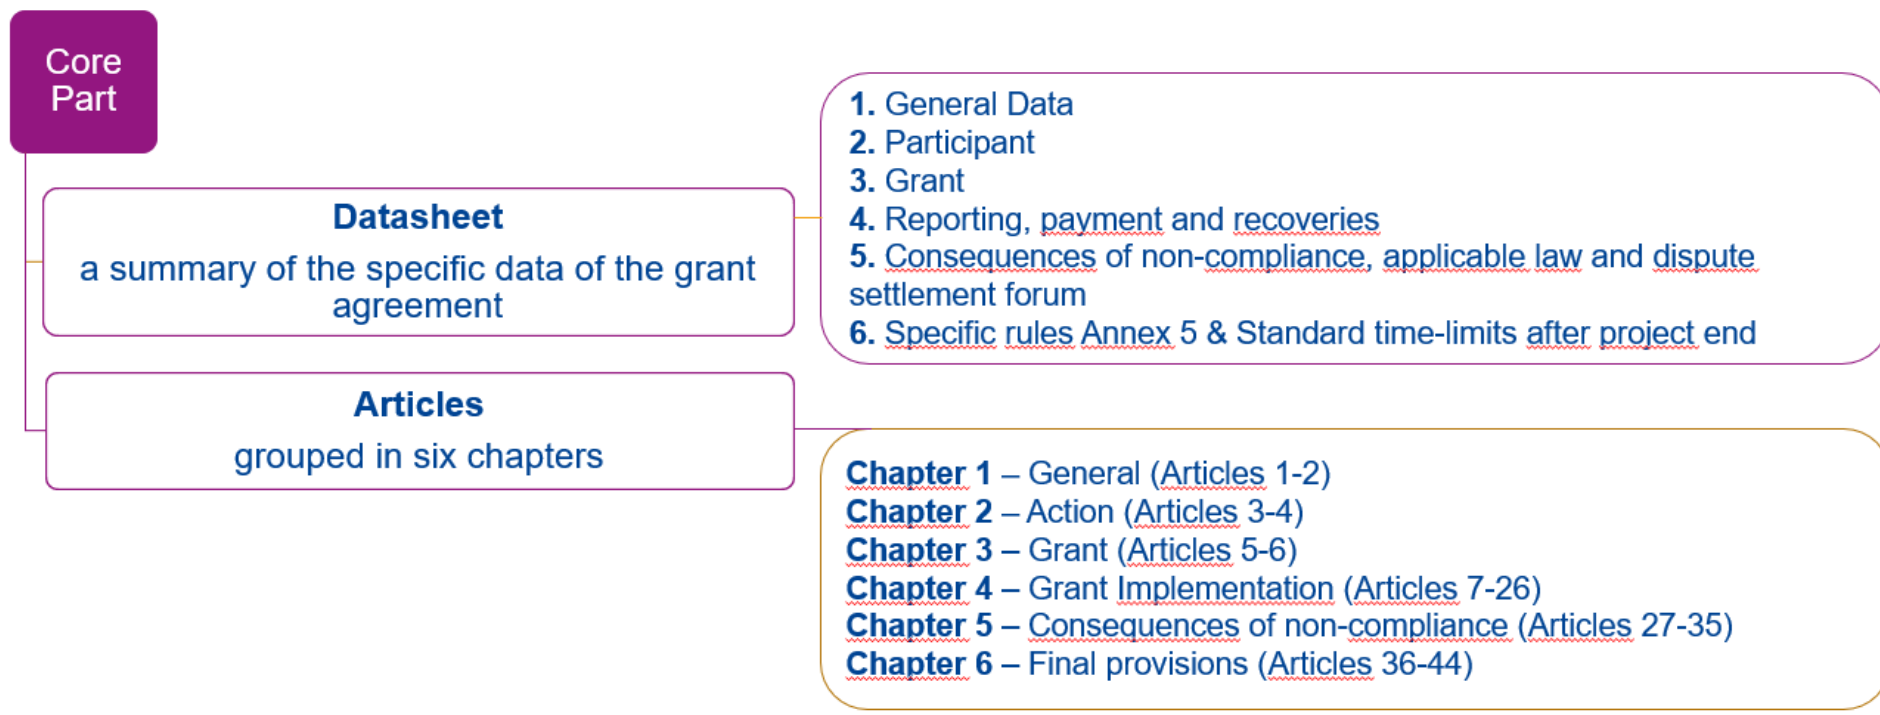 Core
Part
Datasheet
a summary of the specific data of the grant
agreement
1. General Data
2. Participant
3. Grant
4. Reporting, payment and recoveries
5. Consequences of non-compliance, applicable law and dispute
settlement forum
6. Specific rules Annex 5 & Standard time-limits after project end
Articles
grouped in six chapters
Chapter 1 – General (Articles 1-2)
Chapter 2 – Action (Articles 3-4)
Chapter 3 – Grant (Articles 5-6)
Chapter 4 – Grant Implementation (Articles 7-26)
Chapter 5 – Consequences of non-compliance (Articles 27-35)
Chapter 6 – Final provisions (Articles 36-44)